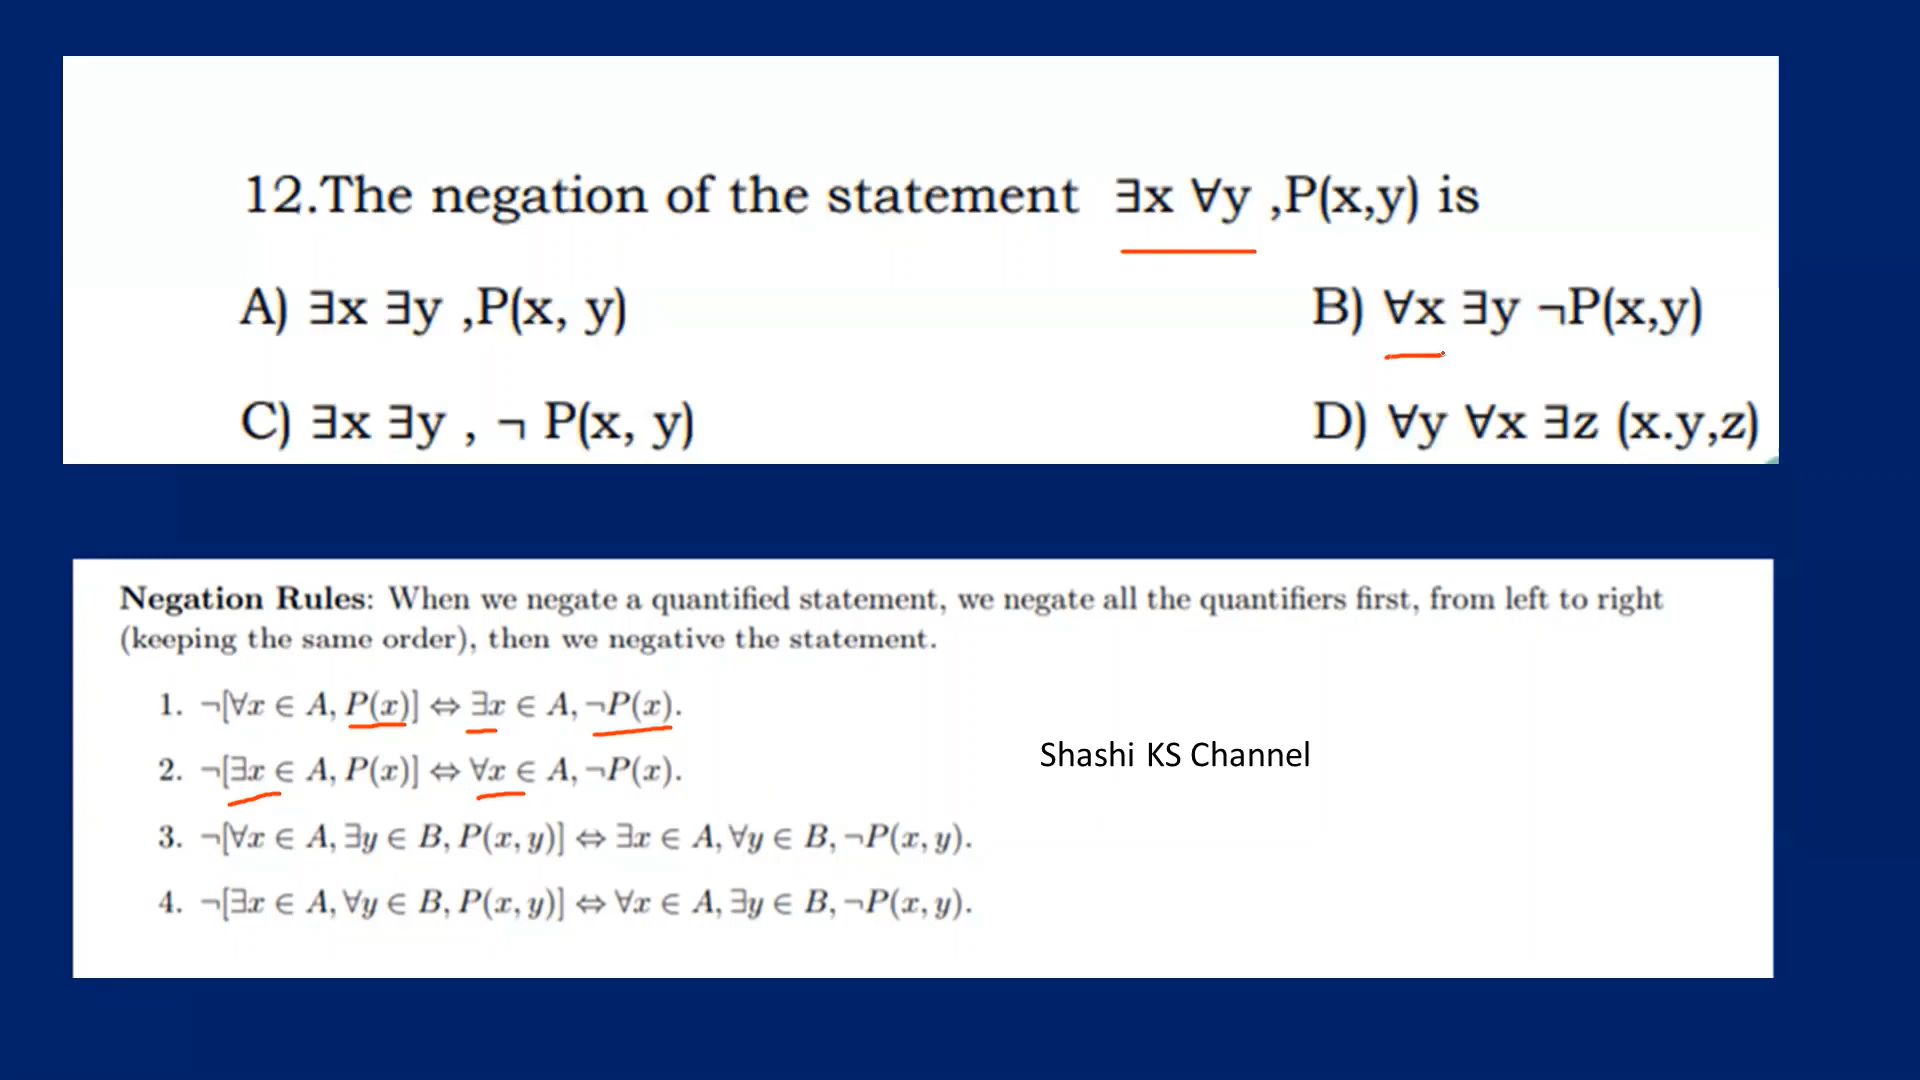 12.The negation of the statement ∃x ∀y ,P(x,y) is
A) ∃x ∃y ,P(x, y)
B) ∀x ∃y ¬P(x,y)
C) ∃x ∃y , ¬ P(x, y)
D) ∀y ∀x ∃z (x.y,z)
Negation Rules: When we negate a quantified statement, we negate all the quantifiers first, from left to right
(keeping the same order), then we negative the statement.
1. ¬[∀x ∈ A, P(x)] ⇔ ∃x ∈ A, ¬P(x).
2. ¬[∃x ∈ A, P(x)] ⇔ ∀x ∈ A, ¬P(x).
3. ¬[∀x ∈ A, ∃y ∈ B, P(x, y)] ⇔ ∃x ∈ A, ∀y ∈ B, ¬P(x, y).
4. ¬[∃x ∈ A, ∀y ∈ B, P(x, y)] ⇔ ∀x ∈ A, ∃y ∈ B, ¬P(x, y).
Shashi KS Channel